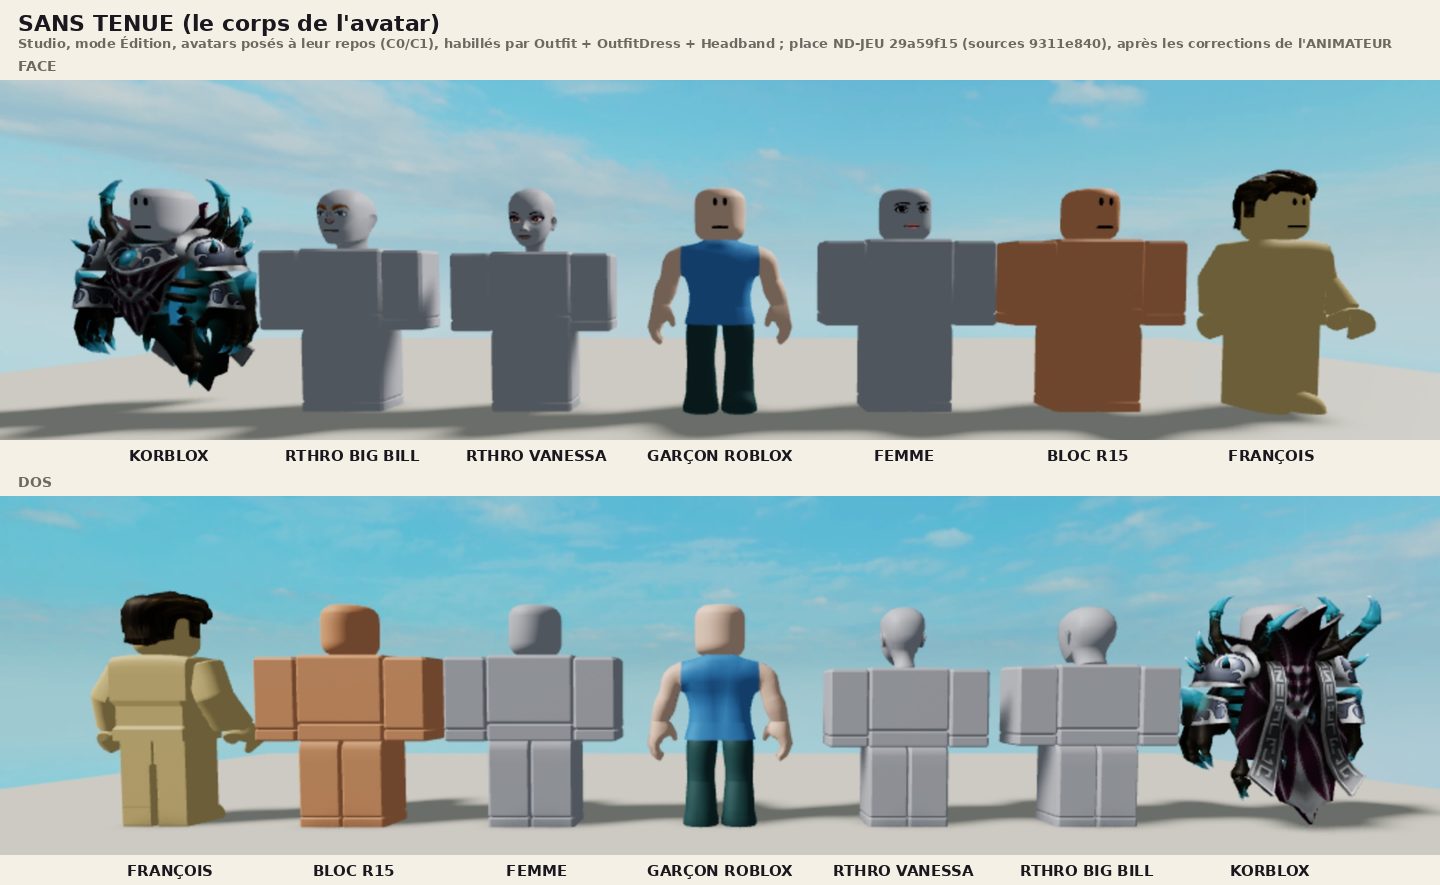 SANS TENUE (le corps de l'avatar)
Studio, mode Édition, avatars posés à leur repos (C0/C1), habillés par Outfit + OutfitDress + Headband ; place ND-JEU 29a59f15 (sources 9311e840), après les corrections de l'ANIMATEUR
FACE
KORBLOX RTHRO BIG BILL RTHRO VANESSA GARÇON ROBLOX FEMME BLOC R15 FRANÇOIS
DOS
FRANÇOIS BLOC R15 FEMME GARÇON ROBLOX RTHRO VANESSA RTHRO BIG BILL KORBLOX